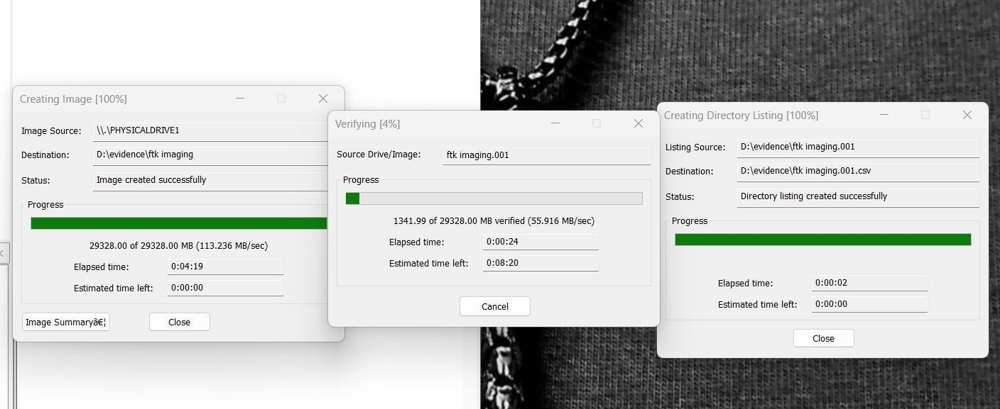 Creating Image [100%]
Image Source: \\.\PHYSICALDRIVE1
Destination: D:\evidence\ftk imaging
Status: Image created successfully
Progress
29328.00 of 29328.00 MB (113.236 MB/sec)
Elapsed time: 0:04:19
Estimated time left: 0:00:00
Image Summaryâ€¦ Close
Verifying [4%]
Source Drive/Image: ftk imaging.001
Progress
1341.99 of 29328.00 MB verified (55.916 MB/sec)
Elapsed time: 0:00:24
Estimated time left: 0:08:20
Cancel
Creating Directory Listing [100%]
Listing Source: D:\evidence\ftk imaging.001
Destination: D:\evidence\ftk imaging.001.csv
Status: Directory listing created successfully
Progress
Elapsed time: 0:00:02
Estimated time left: 0:00:00
Close